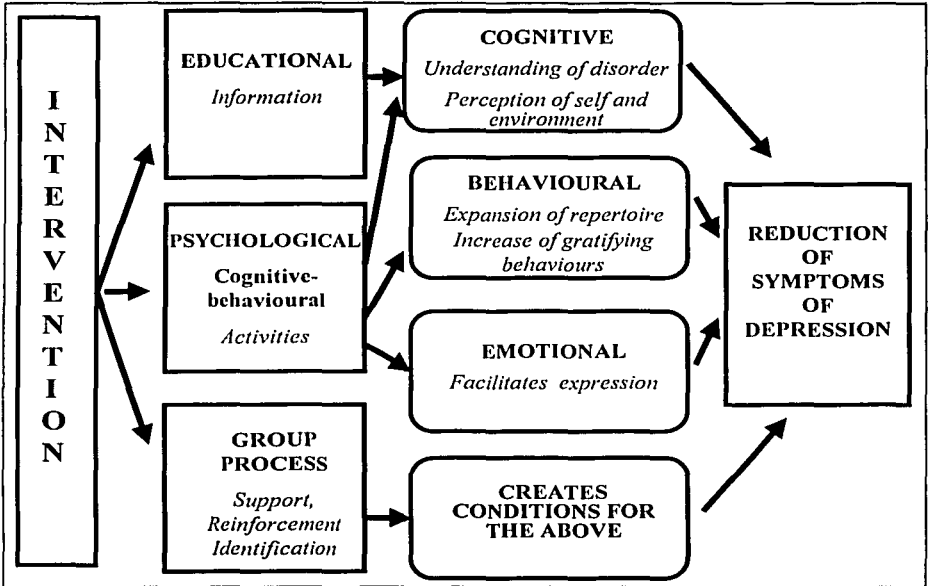 INTERVENTION
EDUCATIONAL
Information
PSYCHOLOGICAL
Cognitive-
behavioural
Activities
GROUP
PROCESS
Support,
Reinforcement
Identification
COGNITIVE
Understanding of disorder
Perception of self and
environment
BEHAVIOURAL
Expansion of repertoire
Increase of gratifying
behaviours
EMOTIONAL
Facilitates expression
CREATES
CONDITIONS FOR
THE ABOVE
REDUCTION
OF
SYMPTOMS
OF
DEPRESSION